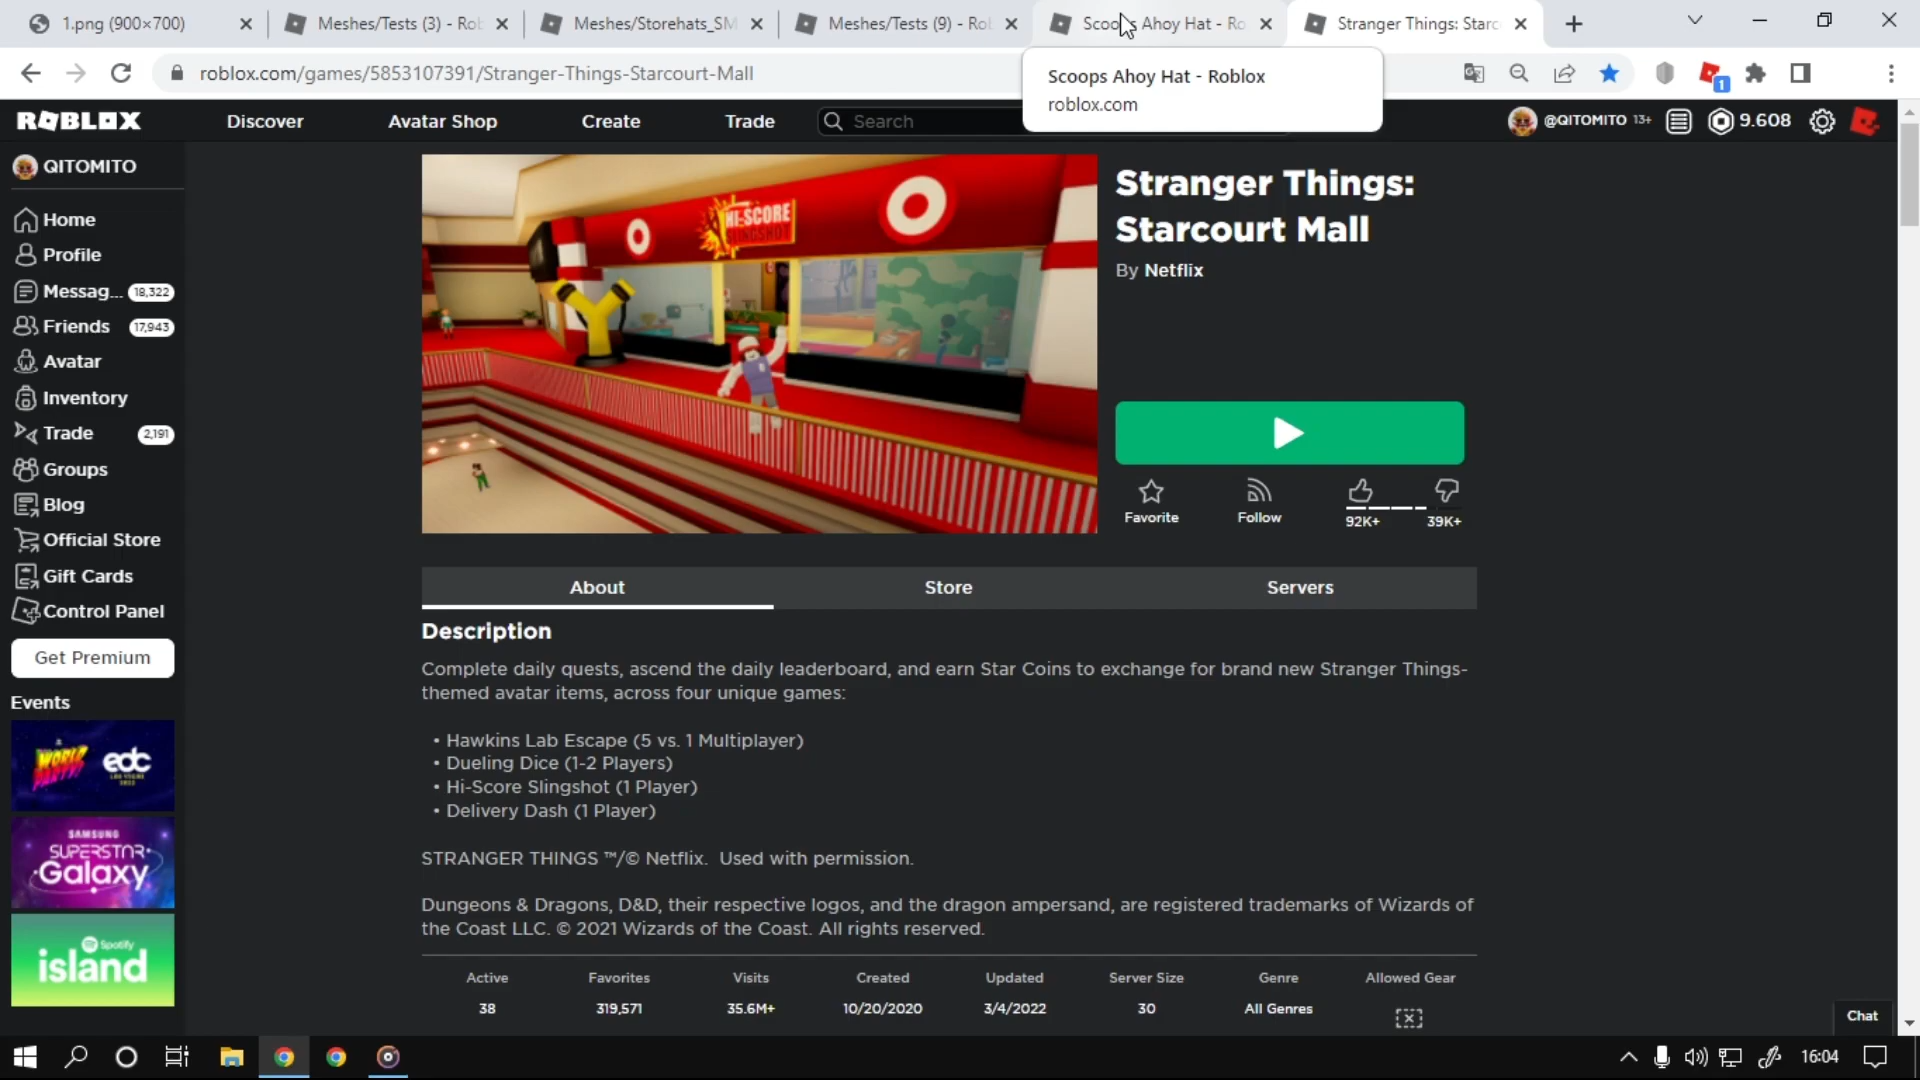 1.png (900×700)
Meshes/Tests (3) - Rob
Meshes/Storehats_SM
Meshes/Tests (9) - Rob
Scoops Ahoy Hat - Ro
Stranger Things: Starc
roblox.com/games/5853107391/Stranger-Things-Starcourt-Mall
Scoops Ahoy Hat - Roblox
roblox.com
1
ROBLOX
Discover
Avatar Shop
Create
Trade
Search
@QITOMITO 13+
9.608
QITOMITO
Home
Profile
Messag... 18,322
Friends 17,943
Avatar
Inventory
Trade 2,191
Groups
Blog
Official Store
Gift Cards
Control Panel
Get Premium
Events
WORLD PARTY! edc
SAMSUNG
SUPERSTAR
Galaxy
Spotify
island
HI-SCORE
SLINGSHOT
Stranger Things:
Starcourt Mall
By Netflix
Favorite
Follow
92K+
39K+
About
Store
Servers
Description
Complete daily quests, ascend the daily leaderboard, and earn Star Coins to exchange for brand new Stranger Things-
themed avatar items, across four unique games:
• Hawkins Lab Escape (5 vs. 1 Multiplayer)
• Dueling Dice (1-2 Players)
• Hi-Score Slingshot (1 Player)
• Delivery Dash (1 Player)
STRANGER THINGS ™/© Netflix. Used with permission.
Dungeons & Dragons, D&D, their respective logos, and the dragon ampersand, are registered trademarks of Wizards of
the Coast LLC. © 2021 Wizards of the Coast. All rights reserved.
Active Favorites Visits Created Updated Server Size Genre Allowed Gear
38 319,571 35.6M+ 10/20/2020 3/4/2022 30 All Genres
Chat
16:04